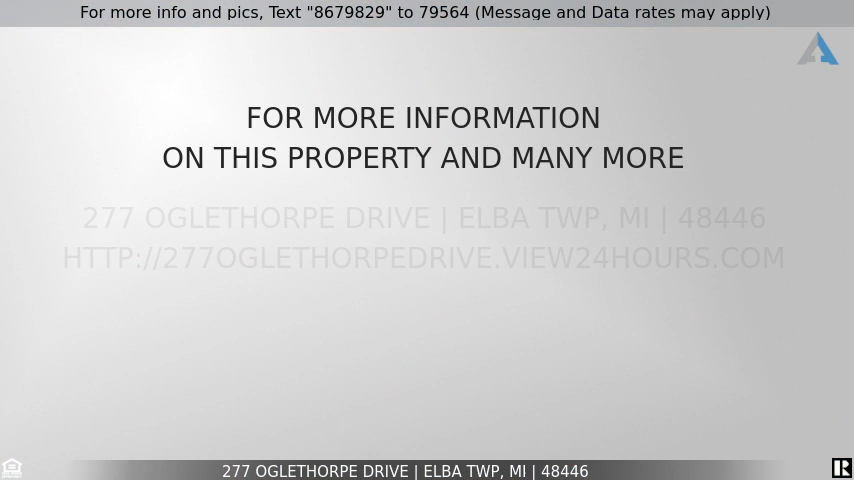 For more info and pics, Text "8679829" to 79564 (Message and Data rates may apply)
FOR MORE INFORMATION
ON THIS PROPERTY AND MANY MORE
277 OGLETHORPE DRIVE | ELBA TWP, MI | 48446
HTTP://277OGLETHORPEDRIVE.VIEW24HOURS.COM
277 OGLETHORPE DRIVE | ELBA TWP, MI | 48446